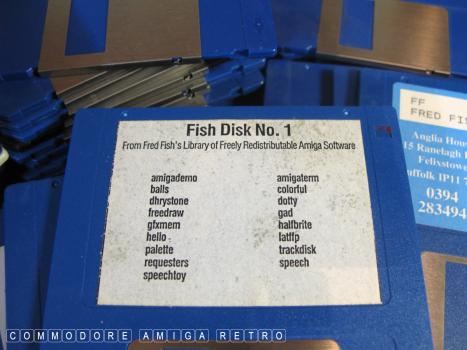 Fish Disk No. 1
From Fred Fish's Library of Freely Redistributable Amiga Software
amigademo amigaterm
balls colorful
dhrystone dotty
freedraw gad
gfxmem halfbrite
hello latffp
palette trackdisk
requesters speech
speechtoy
FF
FRED FIS
Anglia Hous
15 Ranelagh
Felixstowe
uffolk IP11 7
0394
283494
COMMODORE AMIGA RETRO